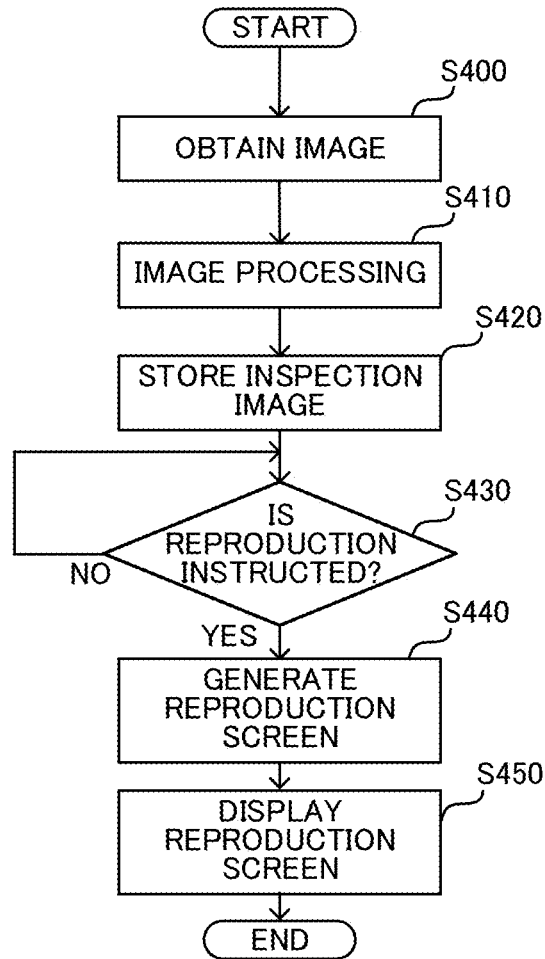 START
S400
OBTAIN IMAGE
S410
IMAGE PROCESSING
S420
STORE INSPECTION
IMAGE
S430
IS
REPRODUCTION
INSTRUCTED?
NO
YES
S440
GENERATE
REPRODUCTION
SCREEN
S450
DISPLAY
REPRODUCTION
SCREEN
END